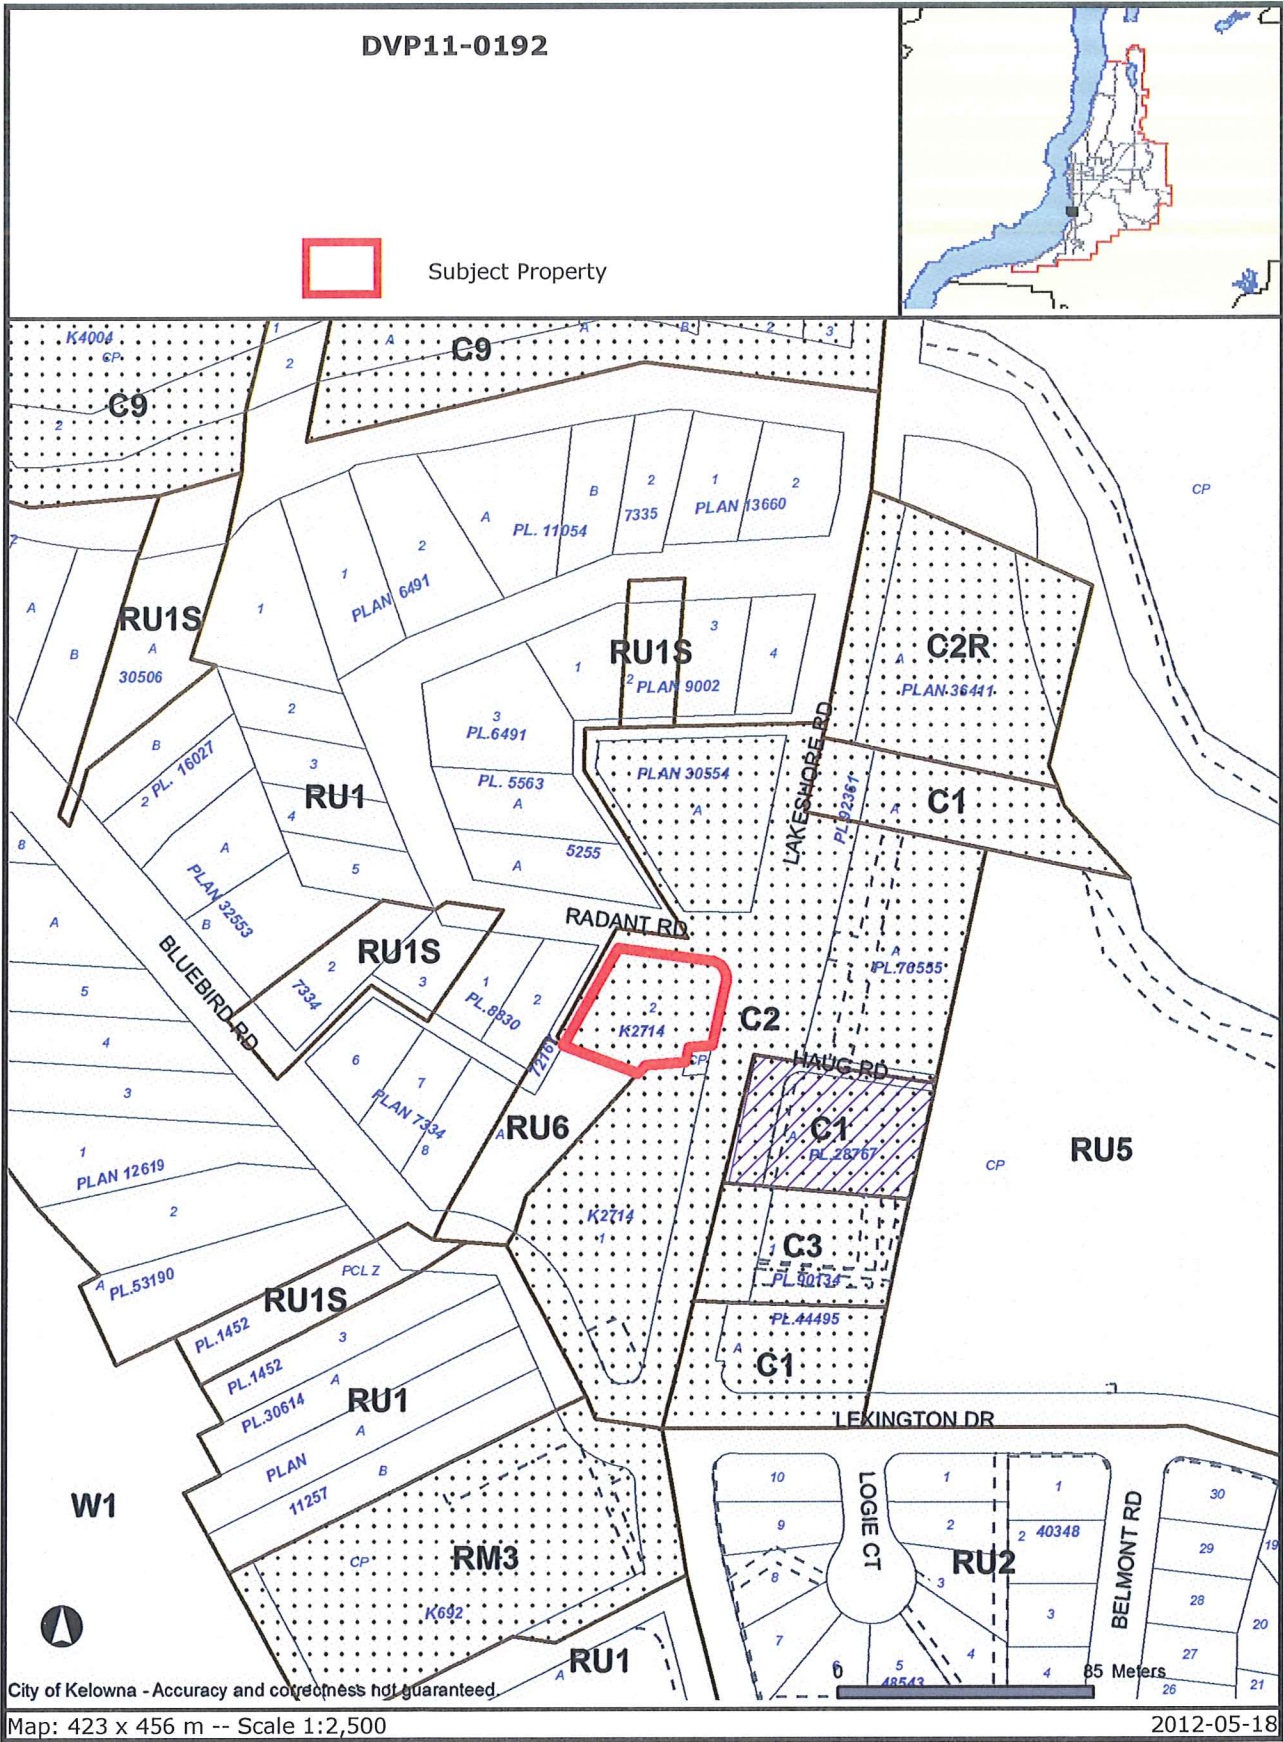 DVP11-0192
Subject Property
K4004
CP
1
2
A
C9
A
B
2
3
C9
2
CP
B
2
1
2
7335
PLAN 13660
A
PL. 11054
2
1
PLAN 6491
2
A
B
RU1S
A
30506
1
RU1S
3
4
1
2
PLAN 9002
C2R
A
PLAN 36411
2
3
PL.6491
B
2
PL. 16027
3
RU1
4
5
PL. 5563
A
5255
A
PLAN 30554
A
LAKESHORE RD
PL.92361
A
C1
8
A
A
PLAN 32553
B
RADANT RD
BLUEBIRD RD
RU1S
2
7334
3
1
PL.8830
2
A
PL.76555
5
4
3
2
K2714
C2
CP
HAUG RD
72167
6
7
PLAN 7334
8
A
RU6
C1
A
PL.28767
CP
RU5
1
PLAN 12619
2
K2714
1
C3
1
PL.90134
A
PL.53190
PCL Z
RU1S
PL.1452
3
PL.1452
A
PL.30614
RU1
A
PLAN
B
11257
PL.44495
A
C1
LEXINGTON DR
W1
CP
RM3
K692
RU1
A
10
9
8
7
6
5
48543
4
3
2
1
LOGIE CT
RU2
1
2
40348
3
4
BELMONT RD
30
29
28
27
26
19
20
21
0
85 Meters
City of Kelowna - Accuracy and correctness not guaranteed.
Map: 423 x 456 m -- Scale 1:2,500
2012-05-18